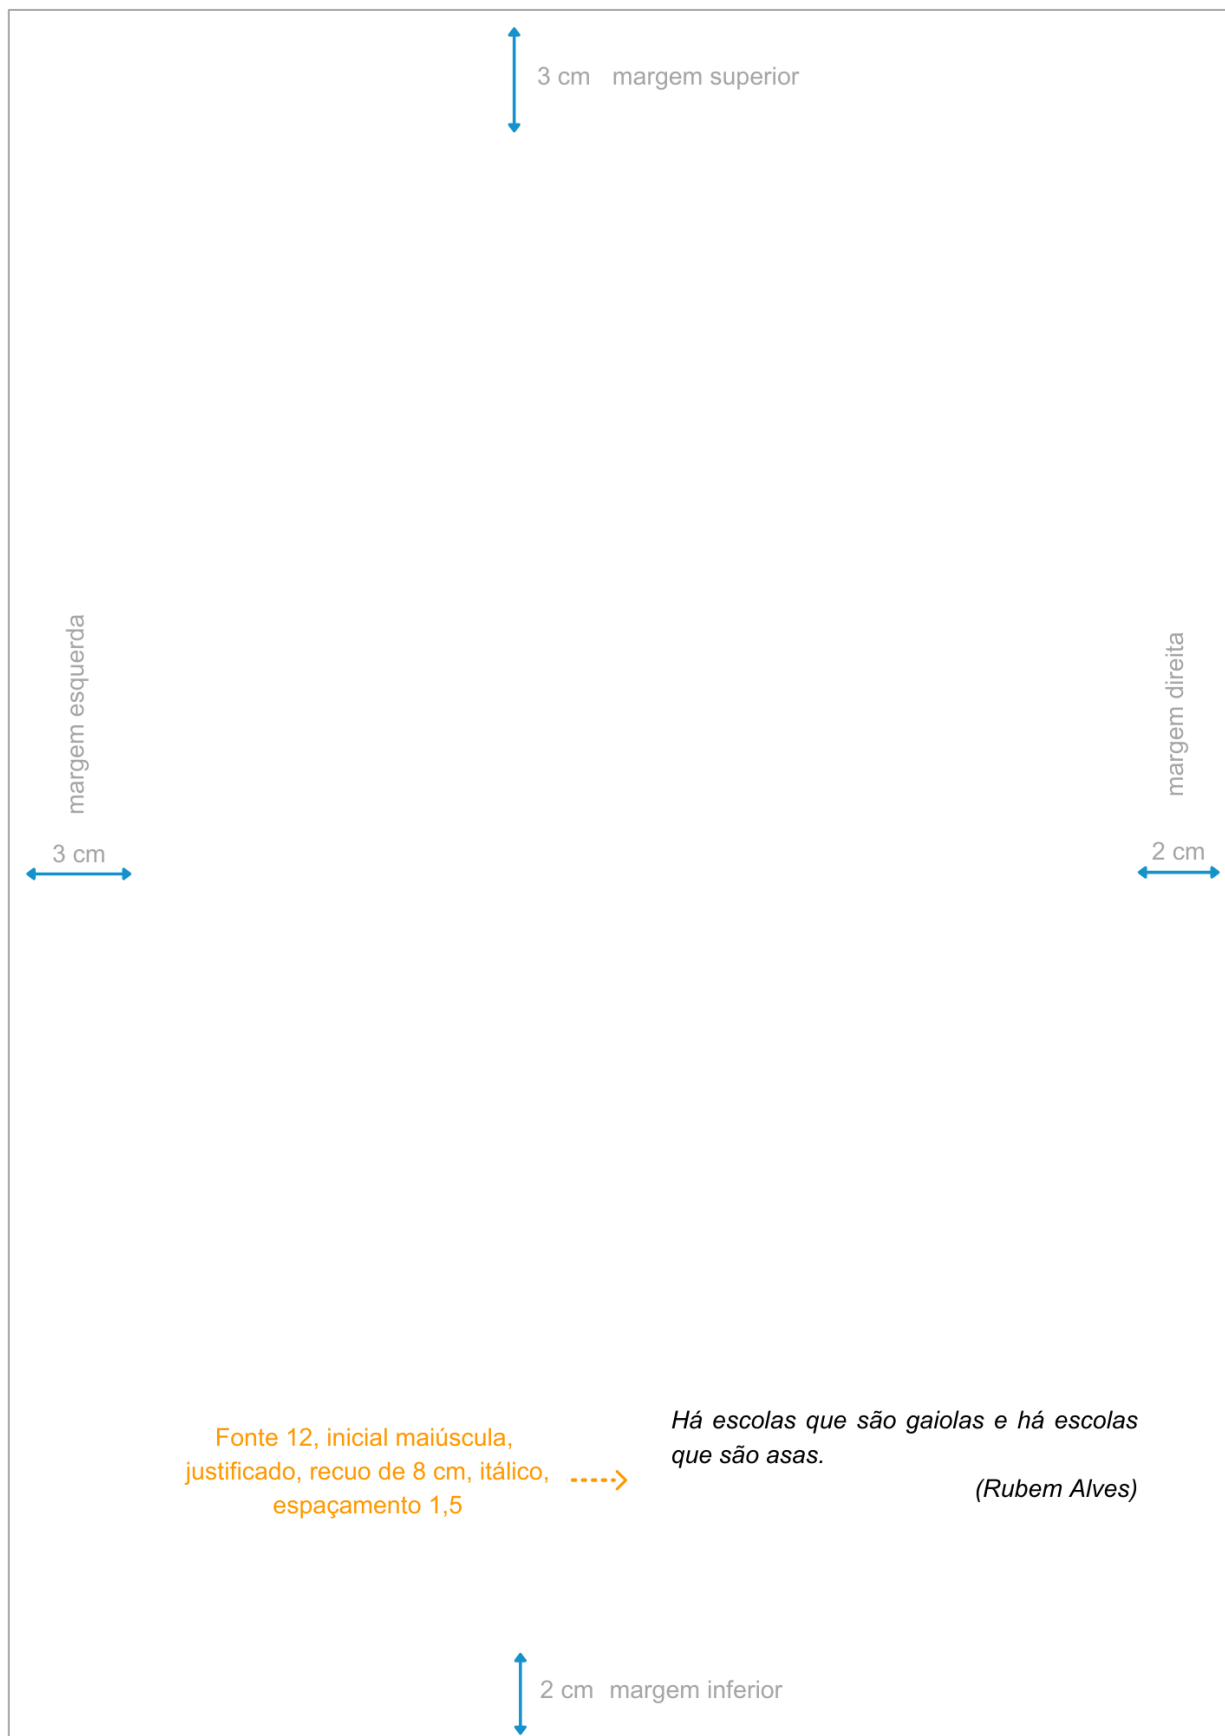 3 cm margem superior
margem esquerda
margem direita
3 cm
2 cm
Fonte 12, inicial maiúscula,
justificado, recuo de 8 cm, itálico,
espaçamento 1,5
Há escolas que são gaiolas e há escolas
que são asas.
(Rubem Alves)
2 cm margem inferior